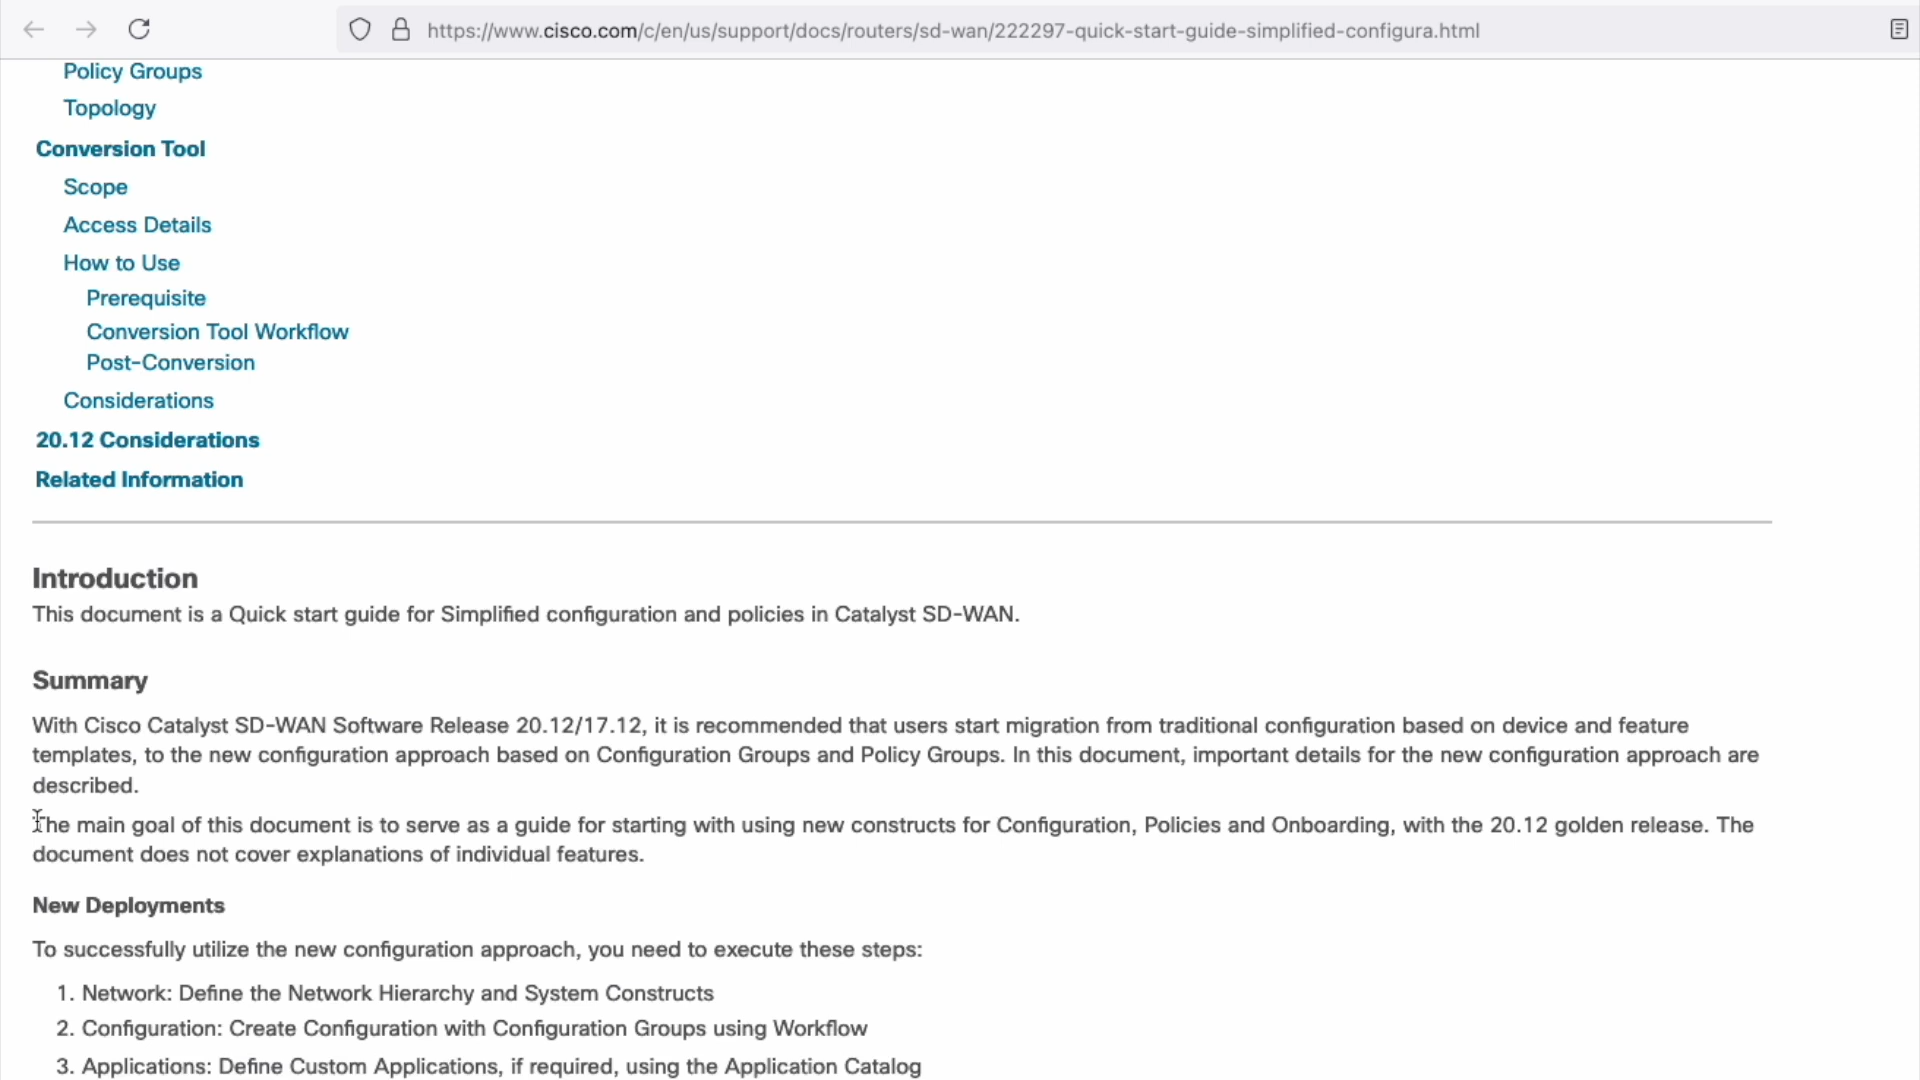 https://www.cisco.com/c/en/us/support/docs/routers/sd-wan/222297-quick-start-guide-simplified-configura.html
Policy Groups
Topology
Conversion Tool
Scope
Access Details
How to Use
Prerequisite
Conversion Tool Workflow
Post-Conversion
Considerations
20.12 Considerations
Related Information
Introduction
This document is a Quick start guide for Simplified configuration and policies in Catalyst SD-WAN.
Summary
With Cisco Catalyst SD-WAN Software Release 20.12/17.12, it is recommended that users start migration from traditional configuration based on device and feature
templates, to the new configuration approach based on Configuration Groups and Policy Groups. In this document, important details for the new configuration approach are
described.
The main goal of this document is to serve as a guide for starting with using new constructs for Configuration, Policies and Onboarding, with the 20.12 golden release. The
document does not cover explanations of individual features.
New Deployments
To successfully utilize the new configuration approach, you need to execute these steps:
1. Network: Define the Network Hierarchy and System Constructs
2. Configuration: Create Configuration with Configuration Groups using Workflow
3. Applications: Define Custom Applications, if required, using the Application Catalog